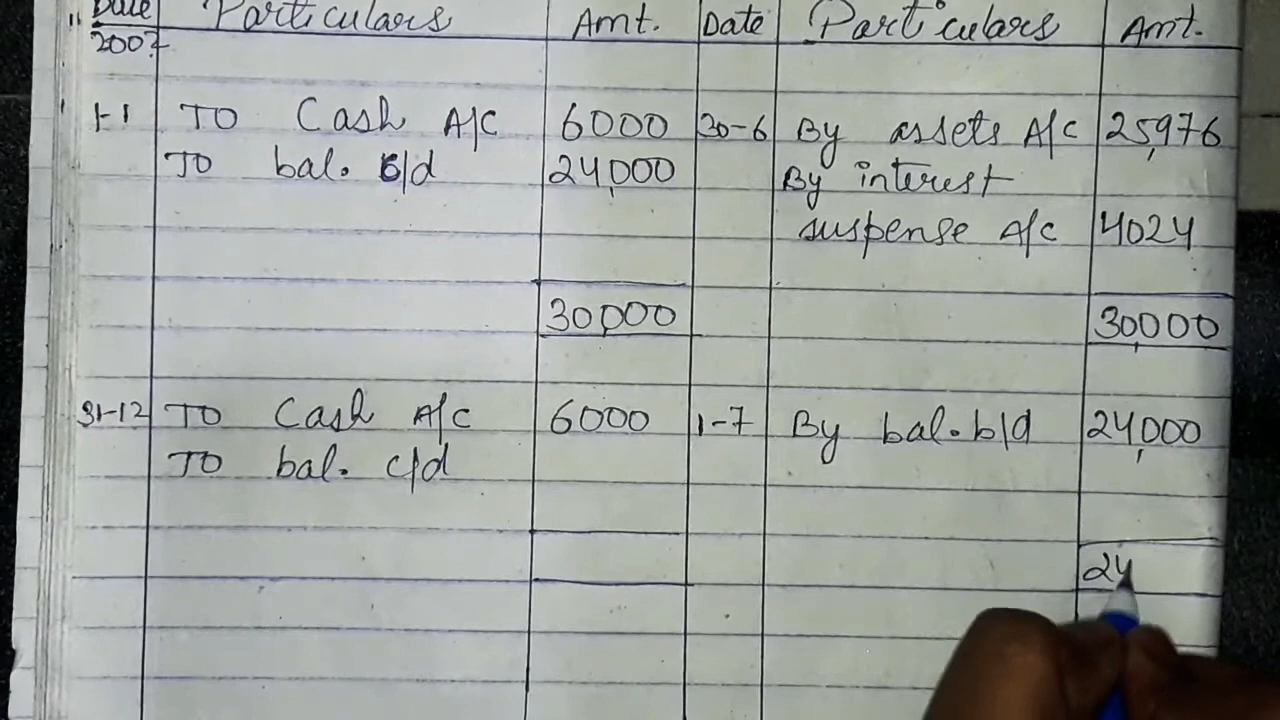 " Date Particulars Amt. Date Particulars Amt.
2007
1-1 TO Cash A/C 6000 30-6 By assets A/C 25,976
TO bal. c/d 24,000 By interest
suspense A/C 4024
30,000 30,000
31-12 TO Cash A/C 6000 1-7 By bal. b/d 24,000
TO bal. c/d
24